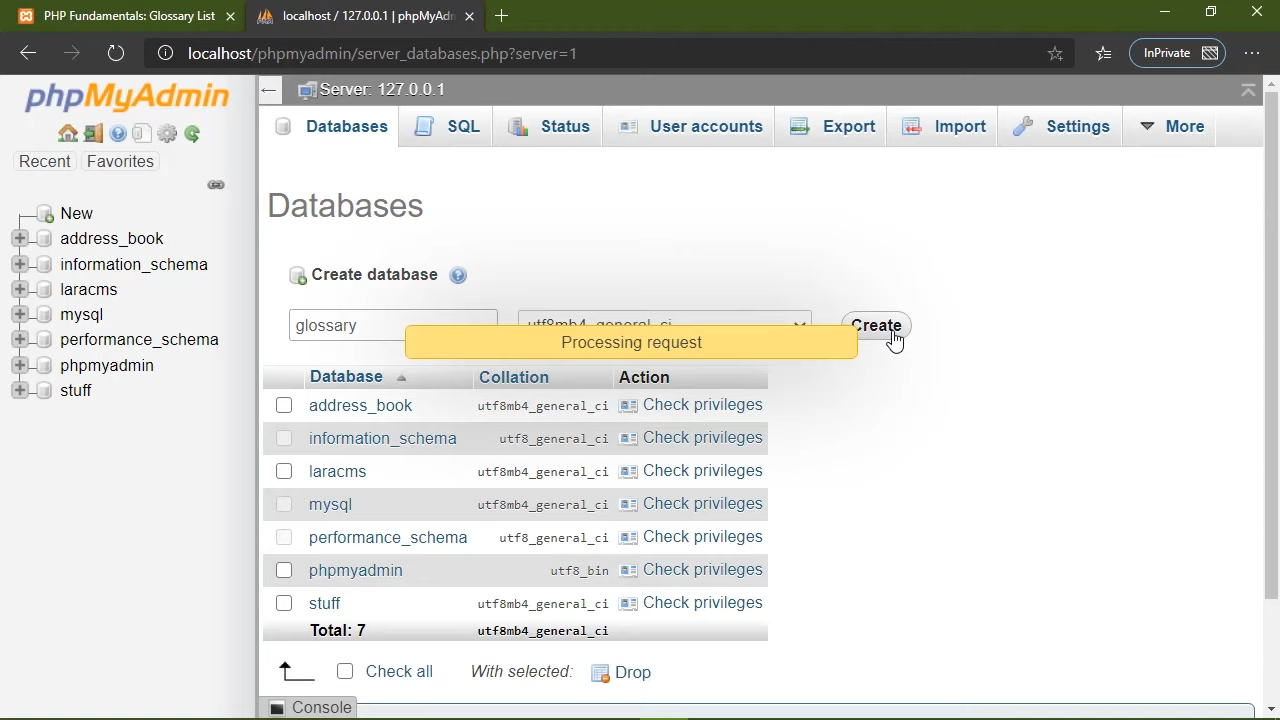 PHP Fundamentals: Glossary List
localhost / 127.0.0.1 | phpMyAdm
localhost/phpmyadmin/server_databases.php?server=1
InPrivate
phpMyAdmin
Recent
Favorites
New
address_book
information_schema
laracms
mysql
performance_schema
phpmyadmin
stuff
Server: 127.0.0.1
Databases
SQL
Status
User accounts
Export
Import
Settings
More
Databases
Create database
glossary
utf8mb4_general_ci
Create
Processing request
Database Collation Action
address_book utf8mb4_general_ci Check privileges
information_schema utf8_general_ci Check privileges
laracms utf8mb4_general_ci Check privileges
mysql utf8mb4_general_ci Check privileges
performance_schema utf8_general_ci Check privileges
phpmyadmin utf8_bin Check privileges
stuff utf8mb4_general_ci Check privileges
Total: 7 utf8mb4_general_ci
Check all With selected: Drop
Console